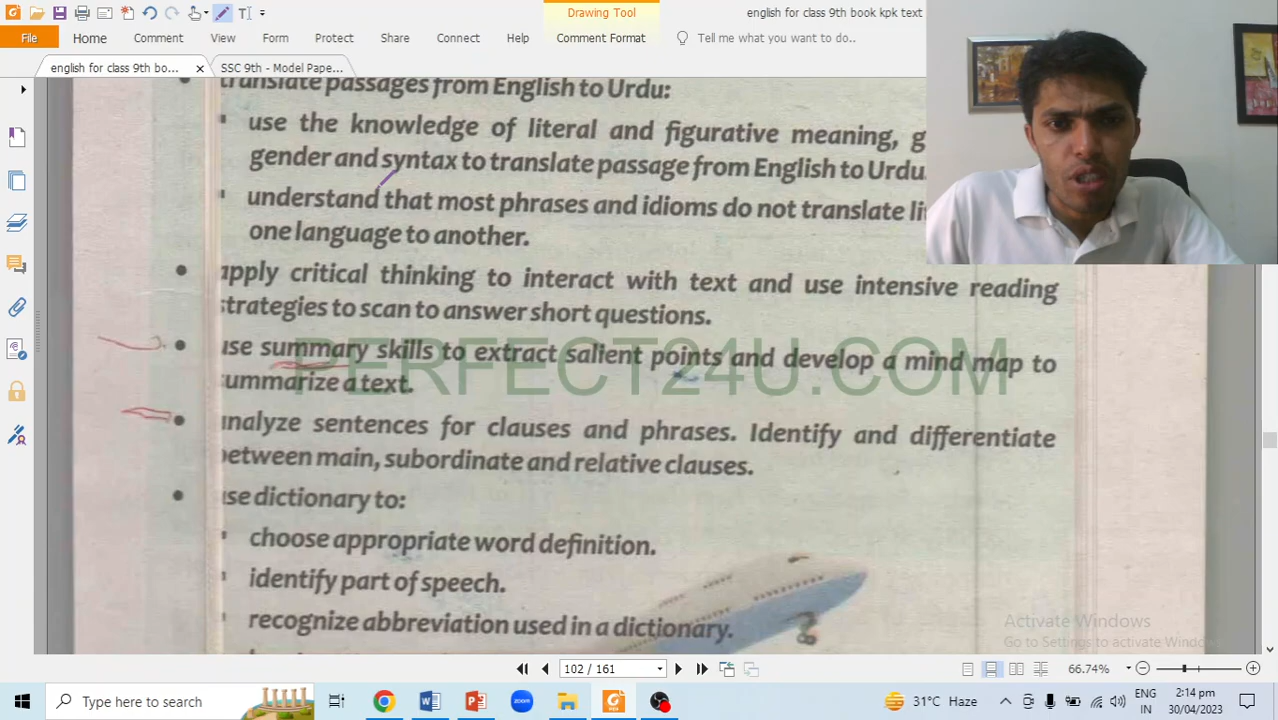 Drawing Tool
english for class 9th book kpk text
File Home Comment View Form Protect Share Connect Help Comment Format Tell me what you want to do..
english for class 9th bo... × SSC 9th - Model Pape...
translate passages from English to Urdu:
use the knowledge of literal and figurative meaning, g
gender and syntax to translate passage from English to Urdu
understand that most phrases and idioms do not translate li
one language to another.
apply critical thinking to interact with text and use intensive reading
strategies to scan to answer short questions.
use summary skills to extract salient points and develop a mind map to
summarize a text.
PERFECT24U.COM
analyze sentences for clauses and phrases. Identify and differentiate
between main, subordinate and relative clauses.
use dictionary to:
choose appropriate word definition.
identify part of speech.
recognize abbreviation used in a dictionary.
Activate Windows
Go to Settings to activate Windows.
102 / 161
66.74%
Type here to search
31°C Haze
ENG
IN
2:14 pm
30/04/2023